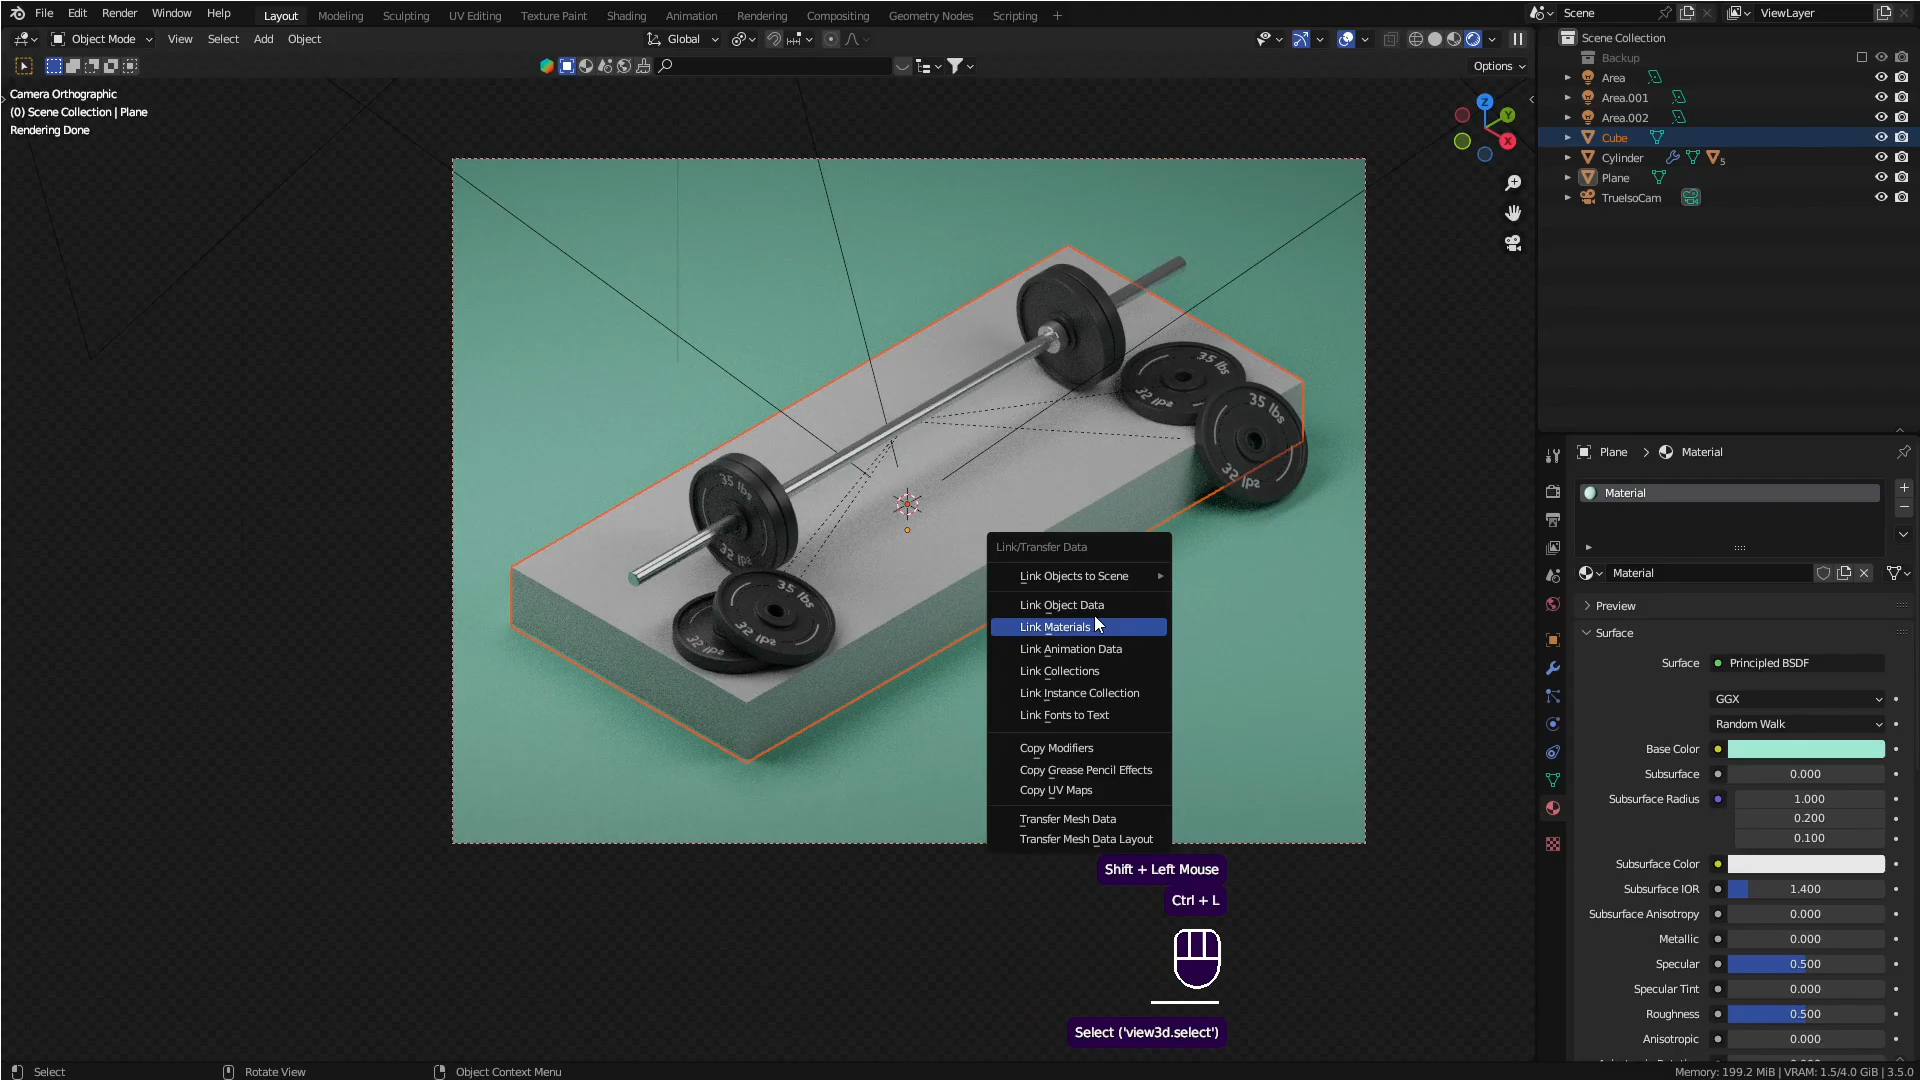 File Edit Render Window Help
Layout Modeling Sculpting UV Editing Texture Paint Shading Animation Rendering Compositing Geometry Nodes Scripting +
Scene
ViewLayer
Object Mode View Select Add Object
Global
Options
Camera Orthographic
(0) Scene Collection | Plane
Rendering Done
Z
Y
X
Scene Collection
Backup
Area
Area.001
Area.002
Cube
Cylinder
5
Plane
TrueIsoCam
35 lbs
35 lbs
35 lbs
35 lbs
Link/Transfer Data
Link Objects to Scene
Link Object Data
Link Materials
Link Animation Data
Link Collections
Link Instance Collection
Link Fonts to Text
Copy Modifiers
Copy Grease Pencil Effects
Copy UV Maps
Transfer Mesh Data
Transfer Mesh Data Layout
Shift + Left Mouse
Ctrl + L
Select ('view3d.select')
Plane > Material
Material
Material
Preview
Surface
Surface Principled BSDF
GGX
Random Walk
Base Color
Subsurface 0.000
Subsurface Radius 1.000
0.200
0.100
Subsurface Color
Subsurface IOR 1.400
Subsurface Anisotropy 0.000
Metallic 0.000
Specular 0.500
Specular Tint 0.000
Roughness 0.500
Anisotropic 0.000
Select Rotate View Object Context Menu
Memory: 199.2 MiB | VRAM: 1.5/4.0 GiB | 3.5.0